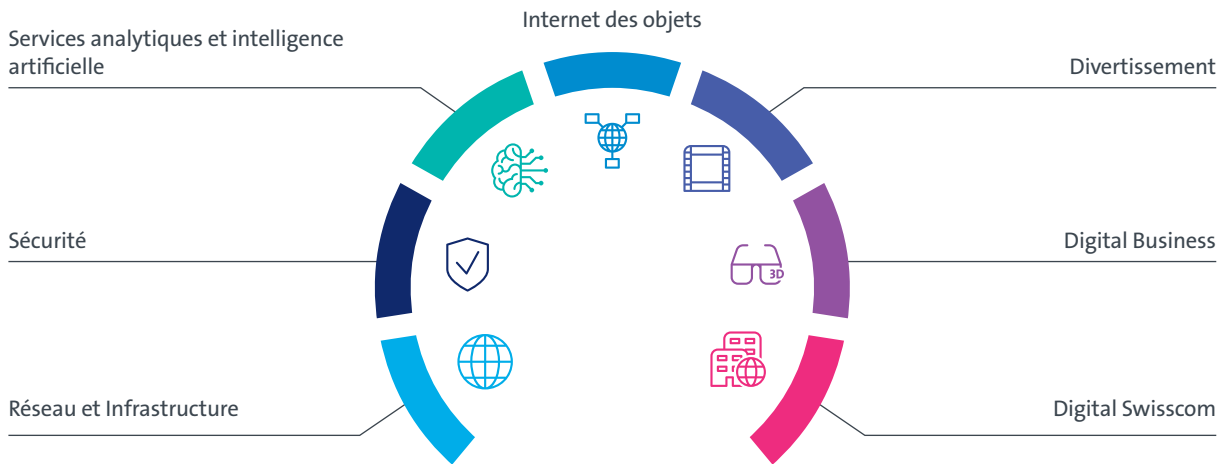 Internet des objets
Services analytiques et intelligence
artificielle
Divertissement
Sécurité
Digital Business
3D
Réseau et Infrastructure
Digital Swisscom